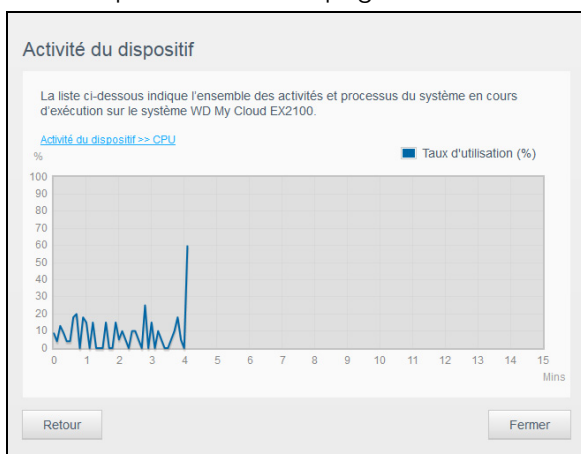 Activité du dispositif
La liste ci-dessous indique l'ensemble des activités et processus du système en cours
d'exécution sur le système WD My Cloud EX2100.
Activité du dispositif >> CPU
%
Taux d'utilisation (%)
100
90
80
70
60
50
40
30
20
10
0
0 1 2 3 4 5 6 7 8 9 10 11 12 13 14 15
Mins
Retour
Fermer